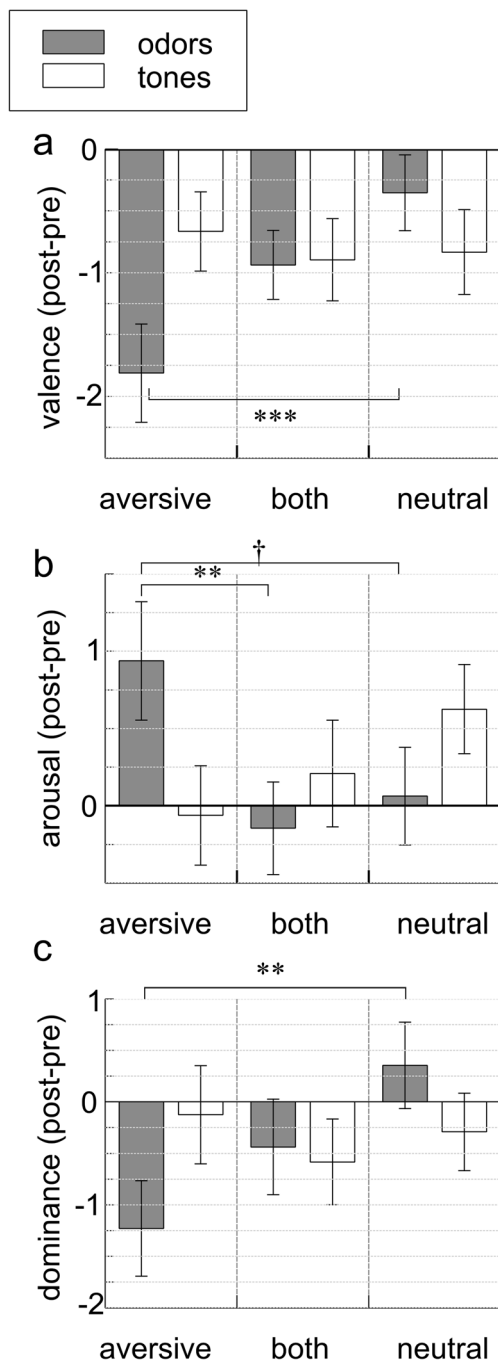 odors
tones
a
0
-1
-2
valence (post-pre)
***
aversive both neutral
b
†
**
1
0
arousal (post-pre)
aversive both neutral
c
**
1
0
-1
-2
dominance (post-pre)
aversive both neutral